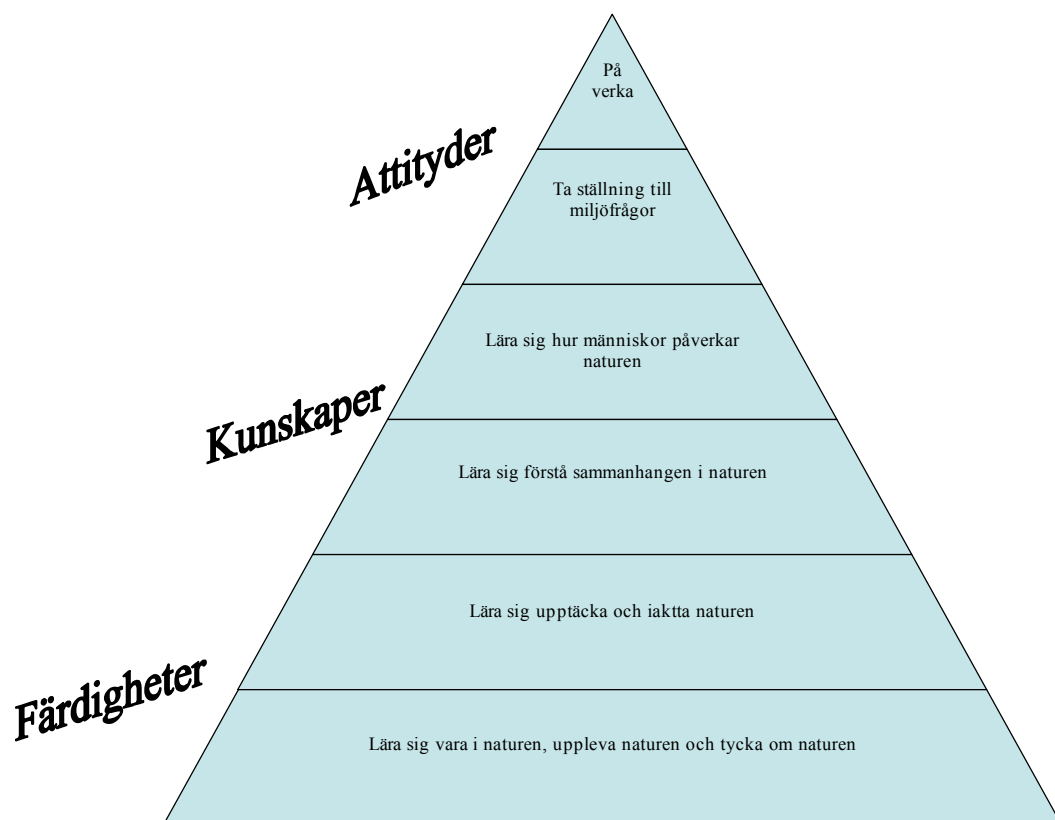 På
verka
Attityder
Ta ställning till
miljöfrågor
Lära sig hur människor påverkar
naturen
Kunskaper
Lära sig förstå sammanhangen i naturen
Lära sig upptäcka och iaktta naturen
Färdigheter
Lära sig vara i naturen, uppleva naturen och tycka om naturen